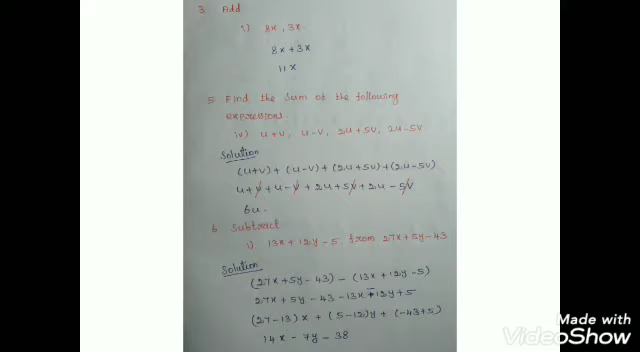 3 Add
i) 8x, 3x.
8x + 3x
11x
5 Find the sum of the following
expressions.
iv) u+v, u-v, 2u+5v, 2u-5v
Solution
(u+v) + (u-v) + (2u+5v) + (2u-5v)
u+v+u-v+2u+5v+2u-5v
6u.
6 Subtract
i) 13x+12y-5, from 27x+5y-43
Solution
(27x+5y-43) - (13x+12y-5)
27x+5y-43-13x-12y+5
(27-13)x + (5-12)y + (-43+5)
14x - 7y - 38
Made with
VideoShow